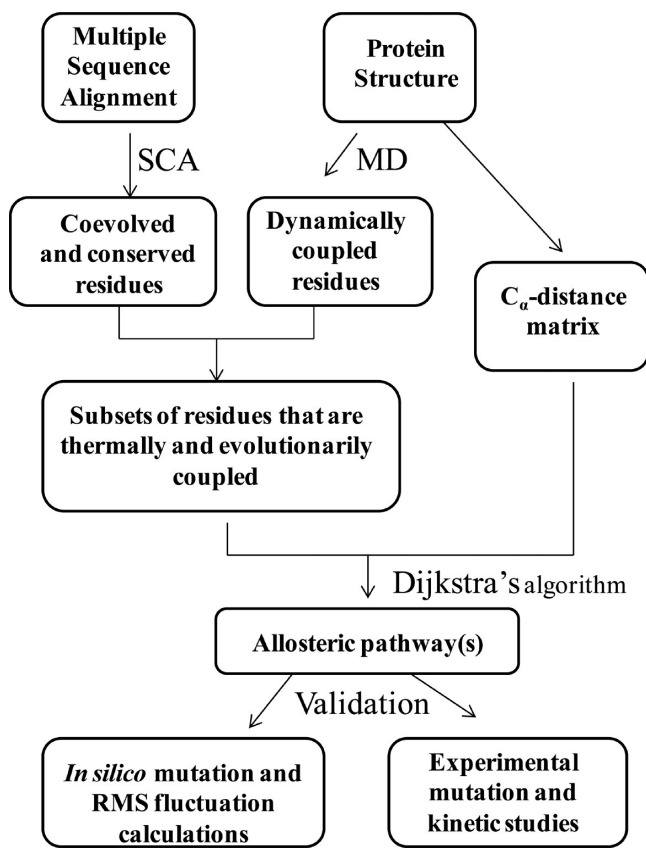 Multiple
Sequence
Alignment
Protein
Structure
SCA
MD
Coevolved
and conserved
residues
Dynamically
coupled
residues
Cα-distance
matrix
Subsets of residues that are
thermally and evolutionarily
coupled
Dijkstra's algorithm
Allosteric pathway(s)
Validation
In silico mutation and
RMS fluctuation
calculations
Experimental
mutation and
kinetic studies